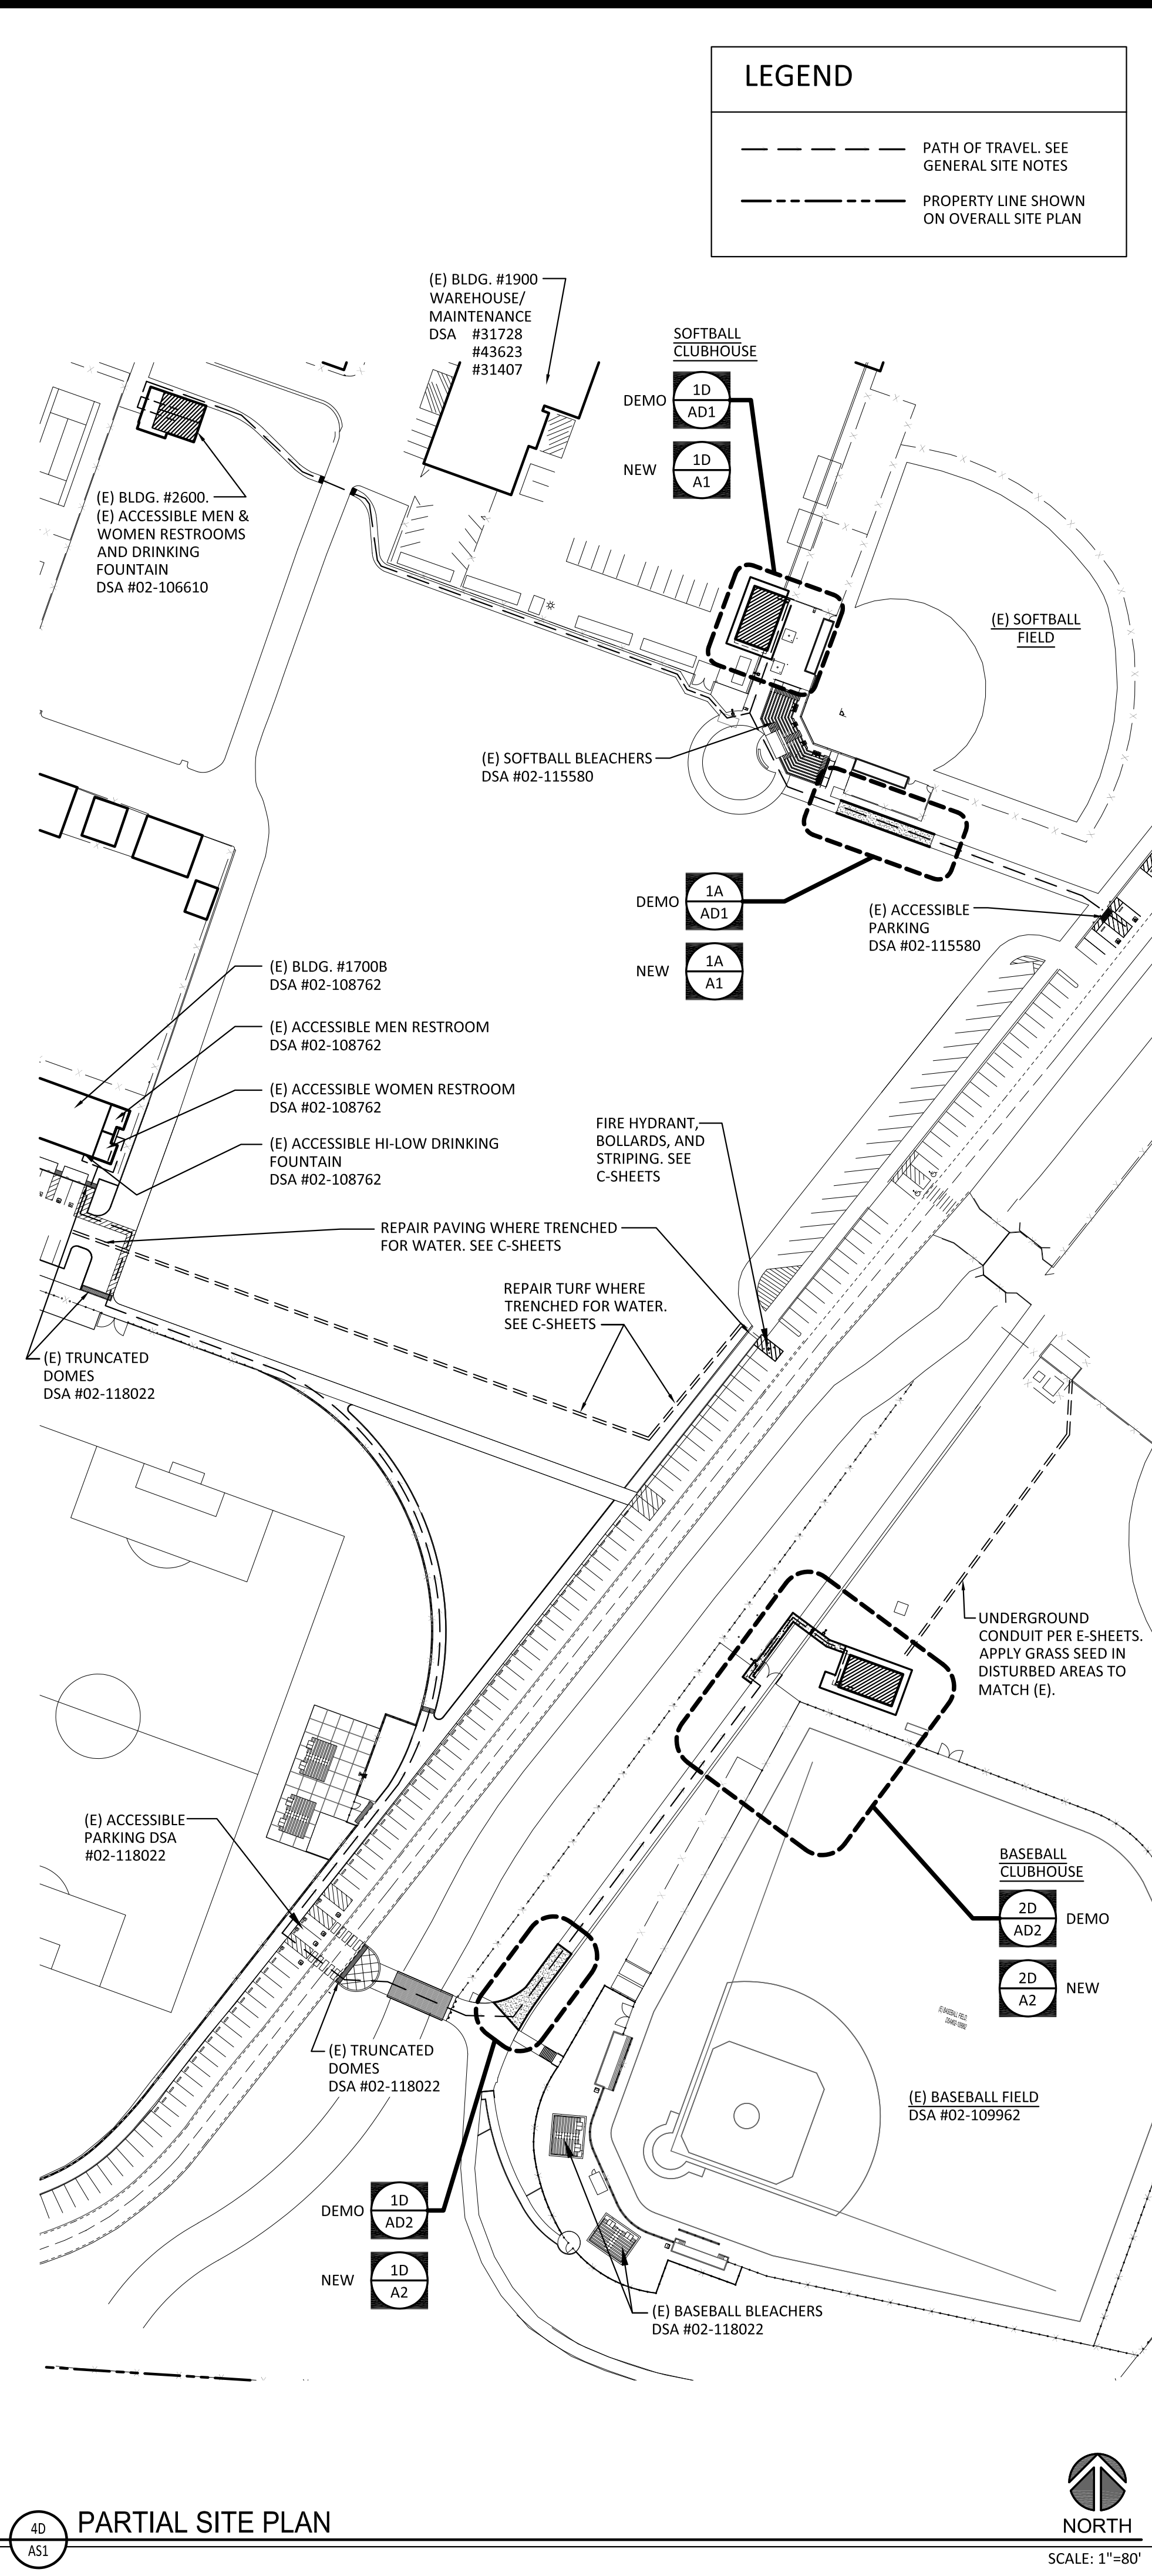 LEGEND
PATH OF TRAVEL. SEE
GENERAL SITE NOTES
PROPERTY LINE SHOWN
ON OVERALL SITE PLAN
(E) BLDG. #1900
WAREHOUSE/
MAINTENANCE
DSA #31728
#43623
#31407
SOFTBALL
CLUBHOUSE
DEMO
1D
AD1
NEW
1D
A1
(E) BLDG. #2600.
(E) ACCESSIBLE MEN &
WOMEN RESTROOMS
AND DRINKING
FOUNTAIN
DSA #02-106610
(E) SOFTBALL
FIELD
(E) SOFTBALL BLEACHERS
DSA #02-115580
DEMO
1A
AD1
NEW
1A
A1
(E) ACCESSIBLE
PARKING
DSA #02-115580
(E) BLDG. #1700B
DSA #02-108762
(E) ACCESSIBLE MEN RESTROOM
DSA #02-108762
(E) ACCESSIBLE WOMEN RESTROOM
DSA #02-108762
(E) ACCESSIBLE HI-LOW DRINKING
FOUNTAIN
DSA #02-108762
FIRE HYDRANT,
BOLLARDS, AND
STRIPING. SEE
C-SHEETS
REPAIR PAVING WHERE TRENCHED
FOR WATER. SEE C-SHEETS
REPAIR TURF WHERE
TRENCHED FOR WATER.
SEE C-SHEETS
(E) TRUNCATED
DOMES
DSA #02-118022
UNDERGROUND
CONDUIT PER E-SHEETS.
APPLY GRASS SEED IN
DISTURBED AREAS TO
MATCH (E).
(E) ACCESSIBLE
PARKING DSA
#02-118022
BASEBALL
CLUBHOUSE
2D
AD2
DEMO
2D
A2
NEW
(E) TRUNCATED
DOMES
DSA #02-118022
(E) BASEBALL FIELD
DSA #02-109962
DEMO
1D
AD2
NEW
1D
A2
(E) BASEBALL BLEACHERS
DSA #02-118022
4D
AS1
PARTIAL SITE PLAN
NORTH
SCALE: 1"=80'